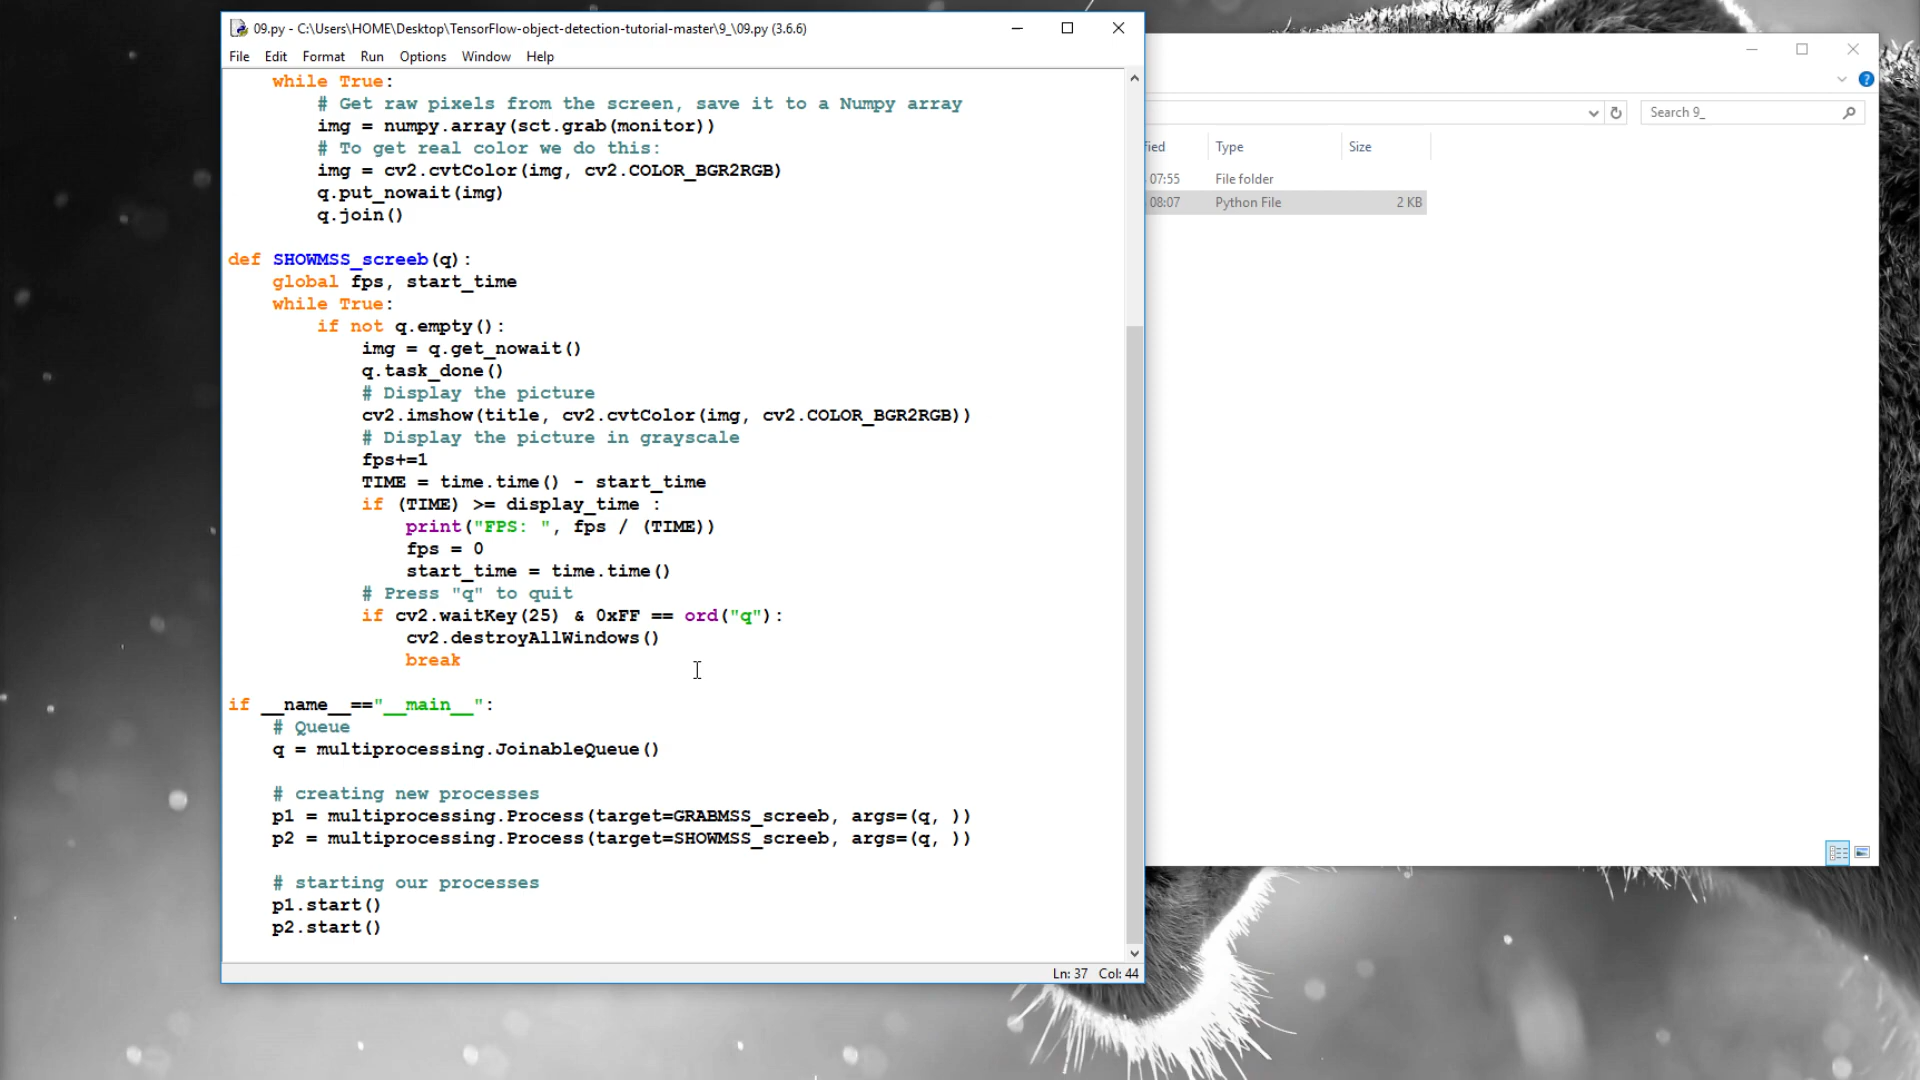 09.py - C:\Users\HOME\Desktop\TensorFlow-object-detection-tutorial-master\9_\09.py (3.6.6)
File Edit Format Run Options Window Help
    while True:
        # Get raw pixels from the screen, save it to a Numpy array
        img = numpy.array(sct.grab(monitor))
        # To get real color we do this:
        img = cv2.cvtColor(img, cv2.COLOR_BGR2RGB)
        q.put_nowait(img)
        q.join()
def SHOWMSS_screeb(q):
    global fps, start_time
    while True:
        if not q.empty():
            img = q.get_nowait()
            q.task_done()
            # Display the picture
            cv2.imshow(title, cv2.cvtColor(img, cv2.COLOR_BGR2RGB))
            # Display the picture in grayscale
            fps+=1
            TIME = time.time() - start_time
            if (TIME) >= display_time :
                print("FPS: ", fps / (TIME))
                fps = 0
                start_time = time.time()
            # Press "q" to quit
            if cv2.waitKey(25) & 0xFF == ord("q"):
                cv2.destroyAllWindows()
                break
if __name__=="__main__":
    # Queue
    q = multiprocessing.JoinableQueue()
    # creating new processes
    p1 = multiprocessing.Process(target=GRABMSS_screeb, args=(q, ))
    p2 = multiprocessing.Process(target=SHOWMSS_screeb, args=(q, ))
    # starting our processes
    p1.start()
    p2.start()
Ln: 37 Col: 44
Search 9_
Type Size
07:55 File folder
08:07 Python File 2 KB